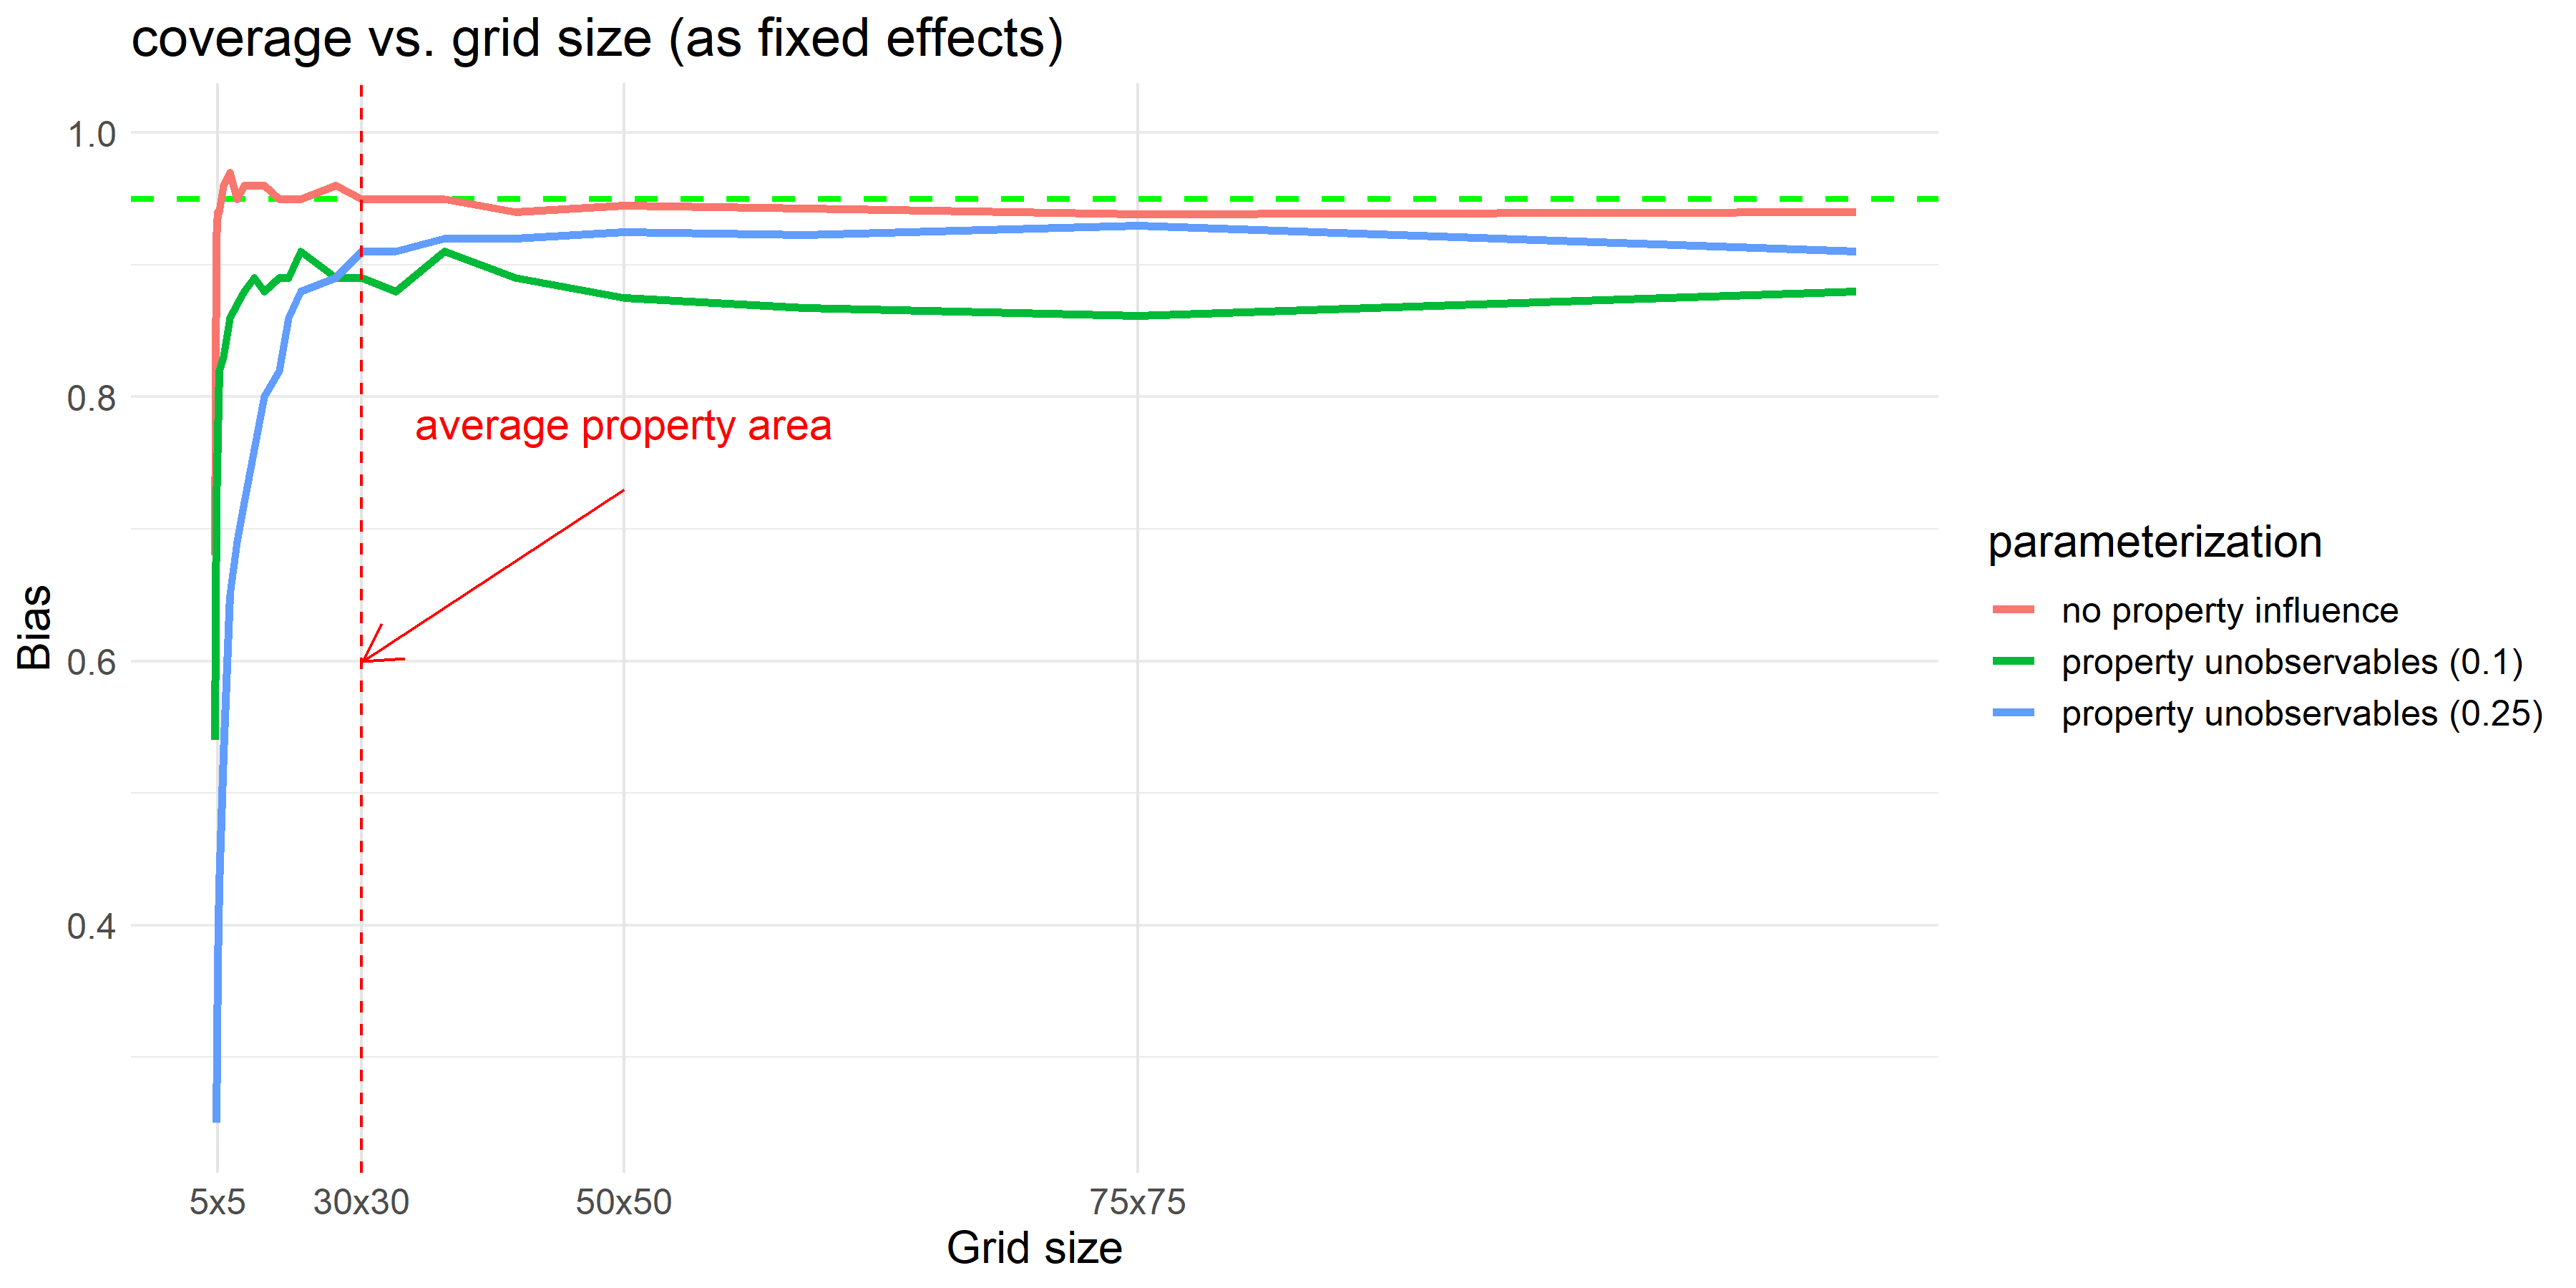 coverage vs. grid size (as fixed effects)
1.0
0.8
0.6
0.4
Bias
average property area
5x5
30x30
50x50
75x75
Grid size
parameterization
no property influence
property unobservables (0.1)
property unobservables (0.25)